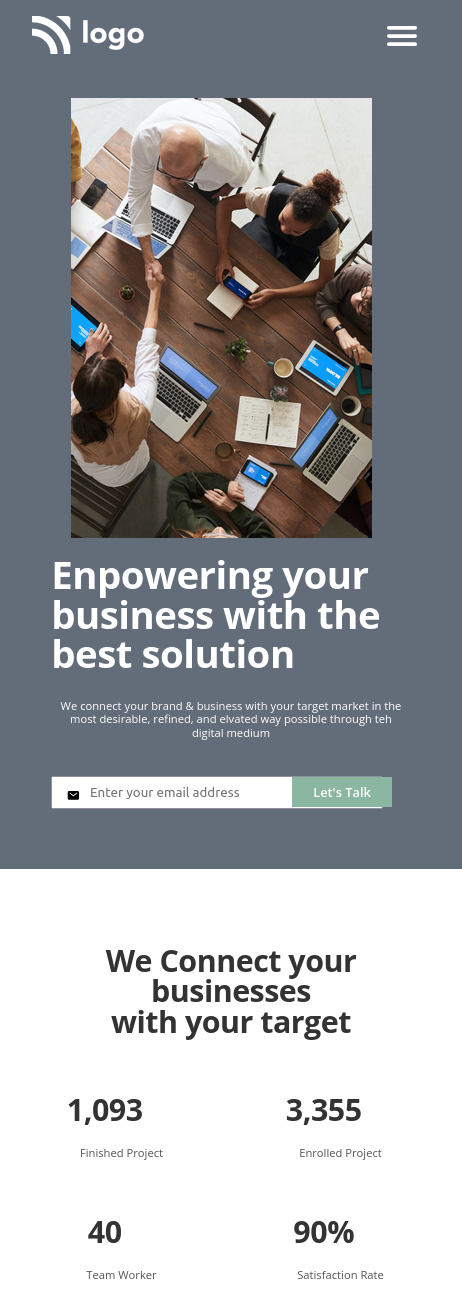 logo
Enpowering your
business with the
best solution
We connect your brand & business with your target market in the
most desirable, refined, and elvated way possible through teh
digital medium
Enter your email address
Let's Talk
We Connect your
businesses
with your target
1,093
3,355
Finished Project
Enrolled Project
40
90%
Team Worker
Satisfaction Rate